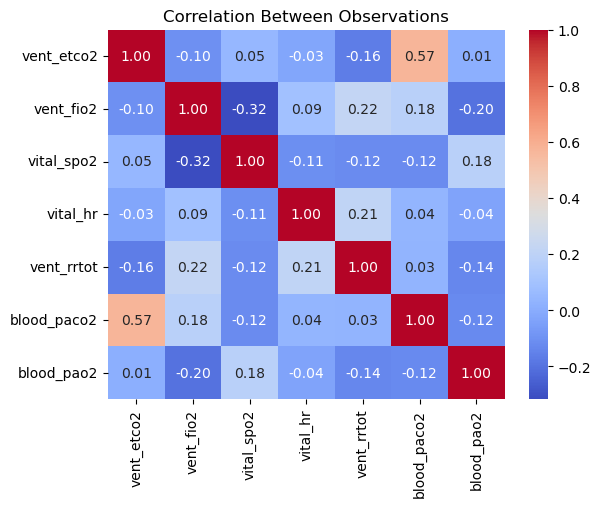 Correlation Between Observations
vent_etco2 1.00 -0.10 0.05 -0.03 -0.16 0.57 0.01
vent_fio2 -0.10 1.00 -0.32 0.09 0.22 0.18 -0.20
vital_spo2 0.05 -0.32 1.00 -0.11 -0.12 -0.12 0.18
vital_hr -0.03 0.09 -0.11 1.00 0.21 0.04 -0.04
vent_rrtot -0.16 0.22 -0.12 0.21 1.00 0.03 -0.14
blood_paco2 0.57 0.18 -0.12 0.04 0.03 1.00 -0.12
blood_pao2 0.01 -0.20 0.18 -0.04 -0.14 -0.12 1.00
vent_etco2
vent_fio2
vital_spo2
vital_hr
vent_rrtot
blood_paco2
blood_pao2
1.0
0.8
0.6
0.4
0.2
0.0
−0.2